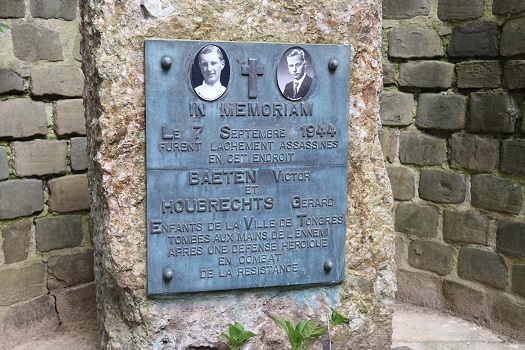 IN MEMORIAM
LE 7 SEPTEMBRE 1944
FURENT LACHEMENT ASSASSINES
EN CET ENDROIT
BAETEN VICTOR
ET
HOUBRECHTS GERARD
ENFANTS DE LA VILLE DE TONGRES
TOMBÉES AUX MAINS DE L'ENNEMI
APRES UNE DEFENSE HEROIQUE
EN COMBAT
DE LA RESISTANCE